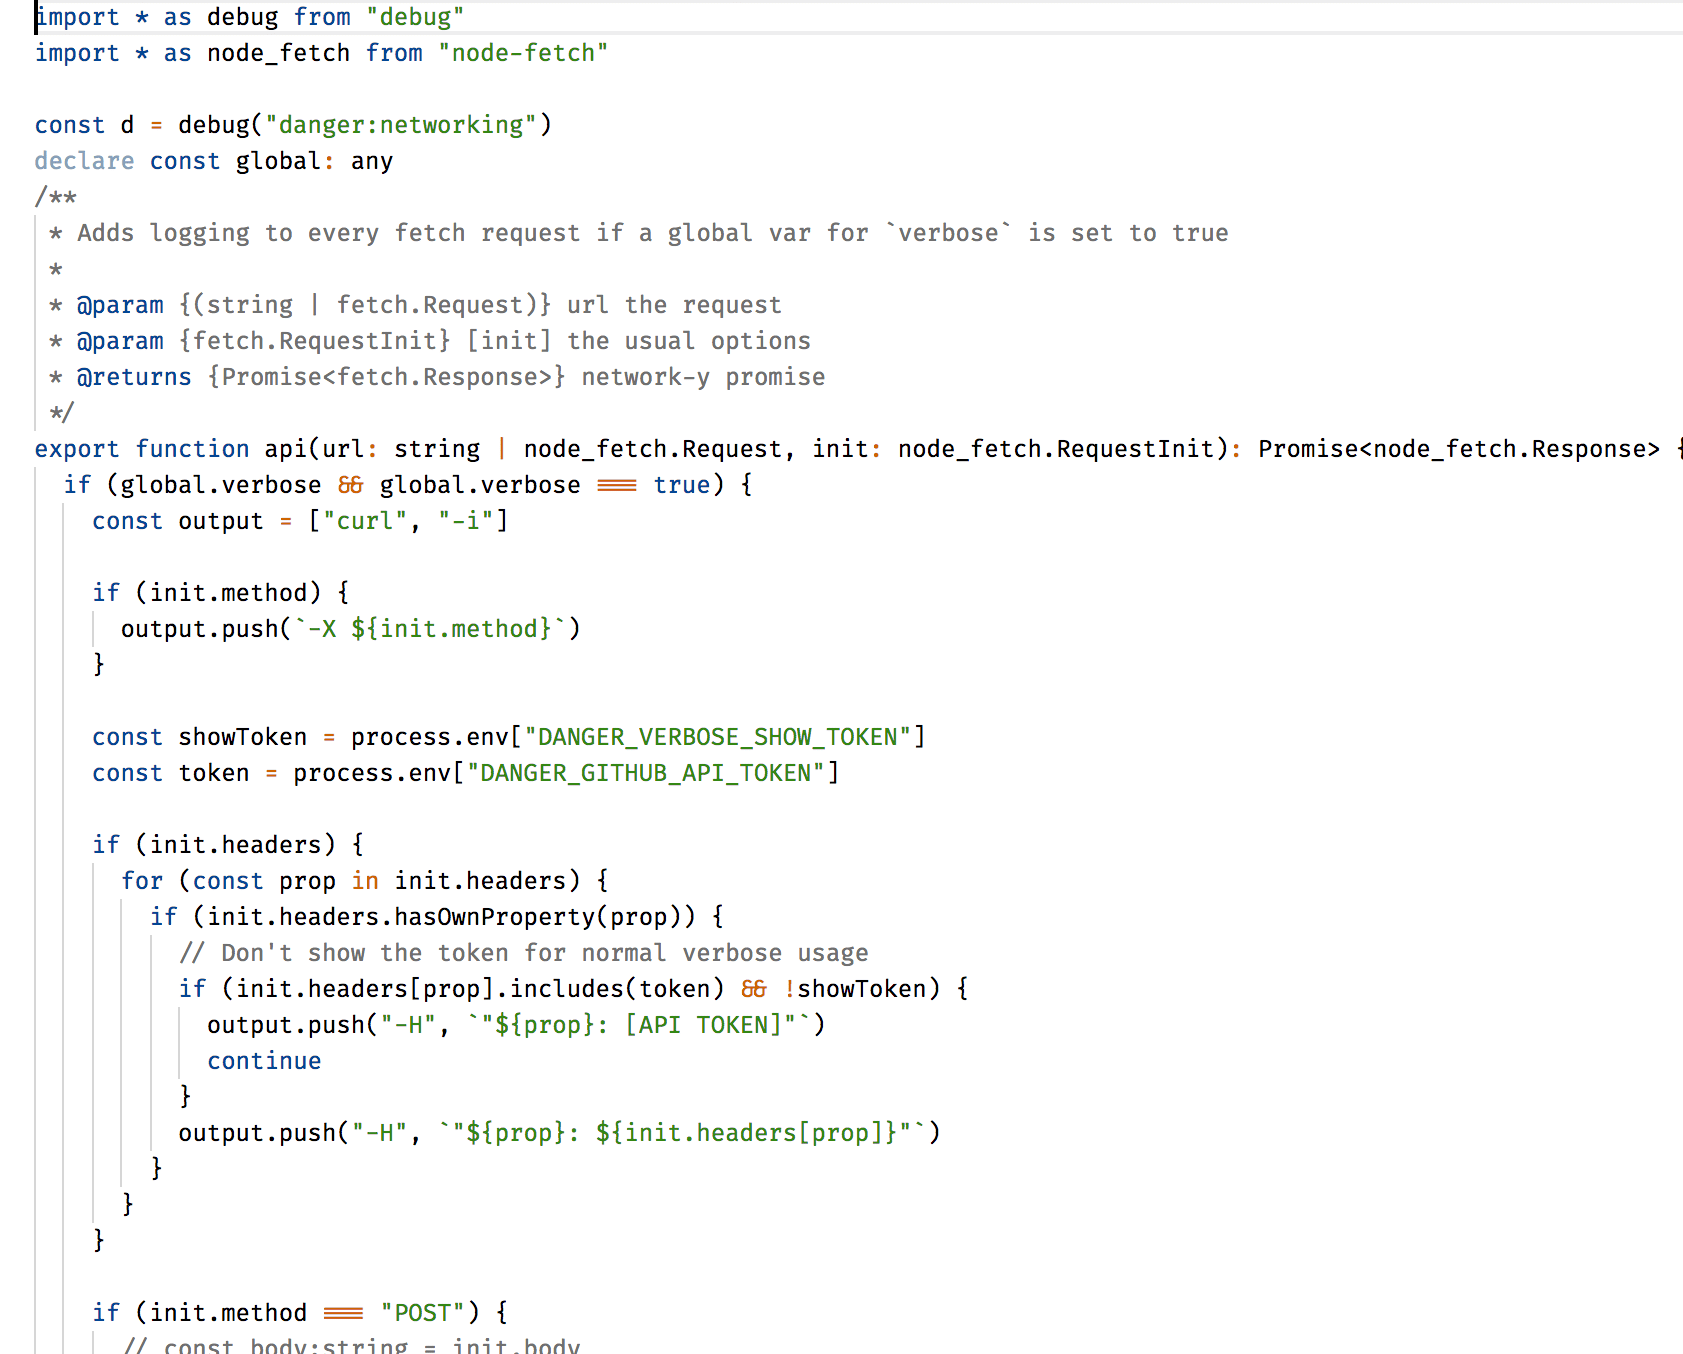 import * as debug from "debug"
import * as node_fetch from "node-fetch"

const d = debug("danger:networking")
declare const global: any
/**
 * Adds logging to every fetch request if a global var for `verbose` is set to true
 *
 * @param {(string | fetch.Request)} url the request
 * @param {fetch.RequestInit} [init] the usual options
 * @returns {Promise<fetch.Response>} network-y promise
 */
export function api(url: string | node_fetch.Request, init: node_fetch.RequestInit): Promise<node_fetch.Response> {
  if (global.verbose && global.verbose === true) {
    const output = ["curl", "-i"]

    if (init.method) {
      output.push(`-X ${init.method}`)
    }

    const showToken = process.env["DANGER_VERBOSE_SHOW_TOKEN"]
    const token = process.env["DANGER_GITHUB_API_TOKEN"]

    if (init.headers) {
      for (const prop in init.headers) {
        if (init.headers.hasOwnProperty(prop)) {
          // Don't show the token for normal verbose usage
          if (init.headers[prop].includes(token) && !showToken) {
            output.push("-H", `"${prop}: [API TOKEN]"`)
            continue
          }
          output.push("-H", `"${prop}: ${init.headers[prop]}"`)
        }
      }
    }

    if (init.method === "POST") {
      // const body:string = init.body